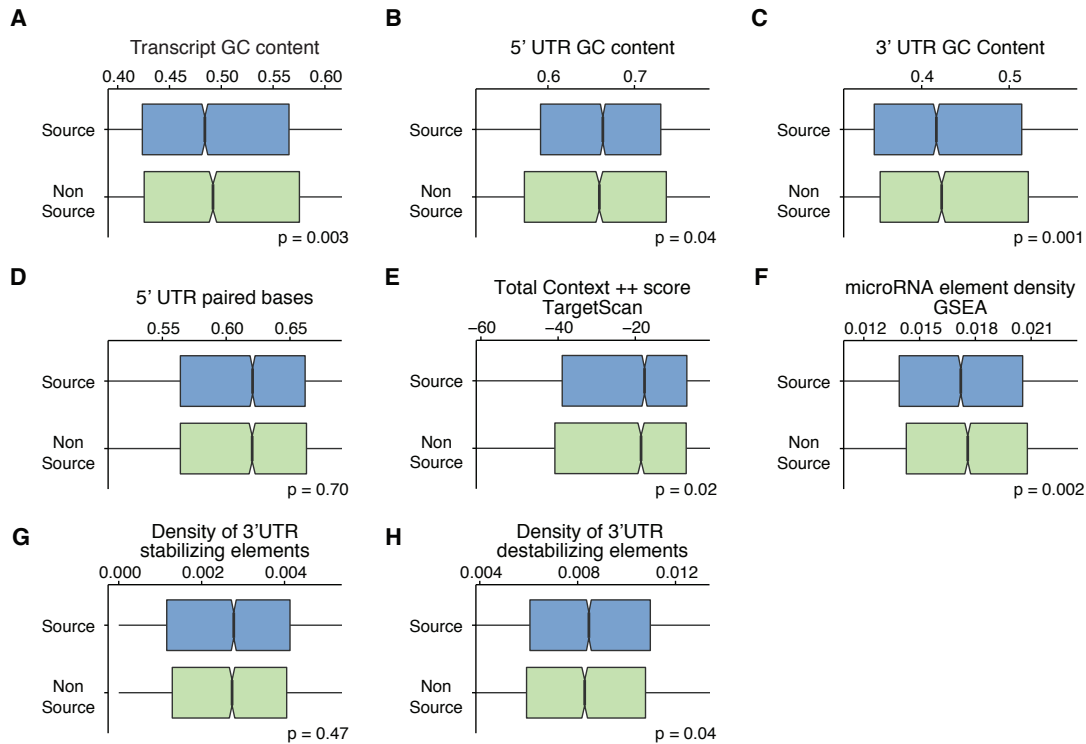 A
Transcript GC content
0.40 0.45 0.50 0.55 0.60
Source
Non
Source
p = 0.003
B
5' UTR GC content
0.6 0.7
p = 0.04
C
3' UTR GC Content
0.4 0.5
Source
Non
Source
p = 0.001
D
5' UTR paired bases
0.55 0.60 0.65
Source
Non
Source
p = 0.70
E
Total Context ++ score
TargetScan
−60 −40 −20
Source
Non
Source
p = 0.02
F
microRNA element density
GSEA
0.012 0.015 0.018 0.021
Source
Non
Source
p = 0.002
G
Density of 3'UTR
stabilizing elements
0.000 0.002 0.004
Source
Non
Source
p = 0.47
H
Density of 3'UTR
destabilizing elements
0.004 0.008 0.012
Source
Non
Source
p = 0.04